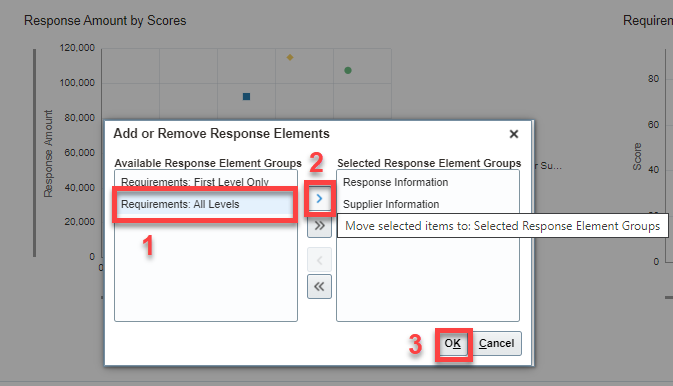 Response Amount by Scores
Requirem
120,000
100,000
80,000
60,000
40,000
20,000
0
0
Response Amount
80
60
40
20
0
Score
r Su...
Add or Remove Response Elements
Available Response Element Groups
Requirements: First Level Only
Requirements: All Levels
1
2
Selected Response Element Groups
Response Information
Supplier Information
Move selected items to: Selected Response Element Groups
3
OK
Cancel